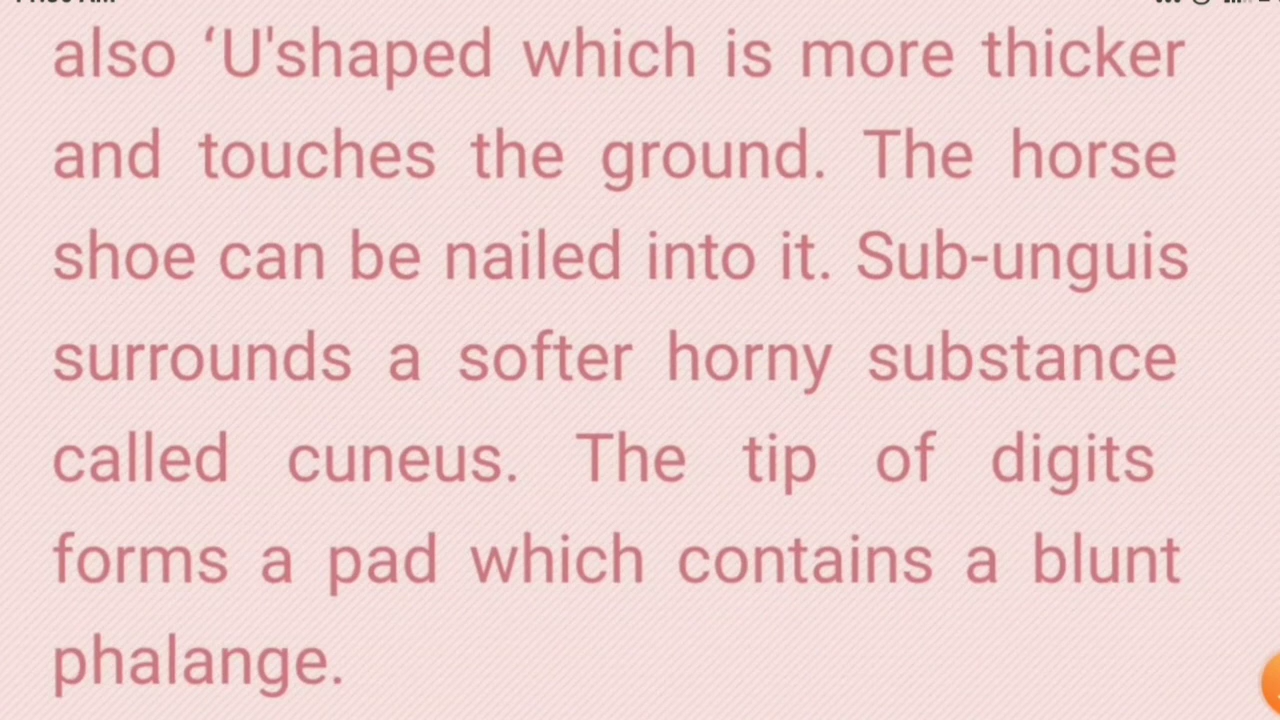 also ‘U'shaped which is more thicker
and touches the ground. The horse
shoe can be nailed into it. Sub-unguis
surrounds a softer horny substance
called cuneus. The tip of digits
forms a pad which contains a blunt
phalange.